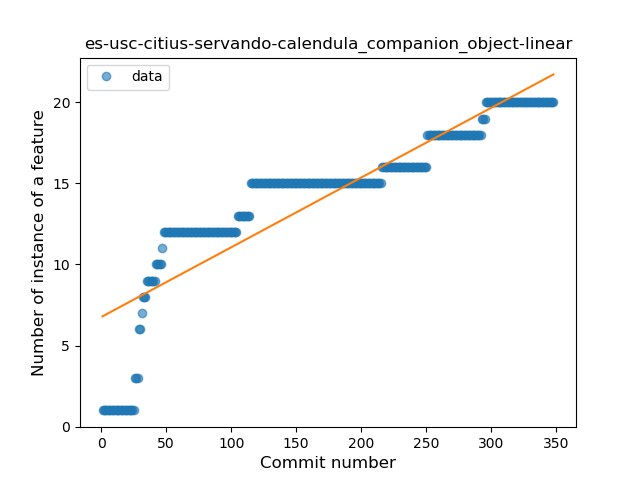 es-usc-citius-servando-calendula_companion_object-linear
data
Number of instance of a feature
20
15
10
5
0
0 50 100 150 200 250 300 350
Commit number